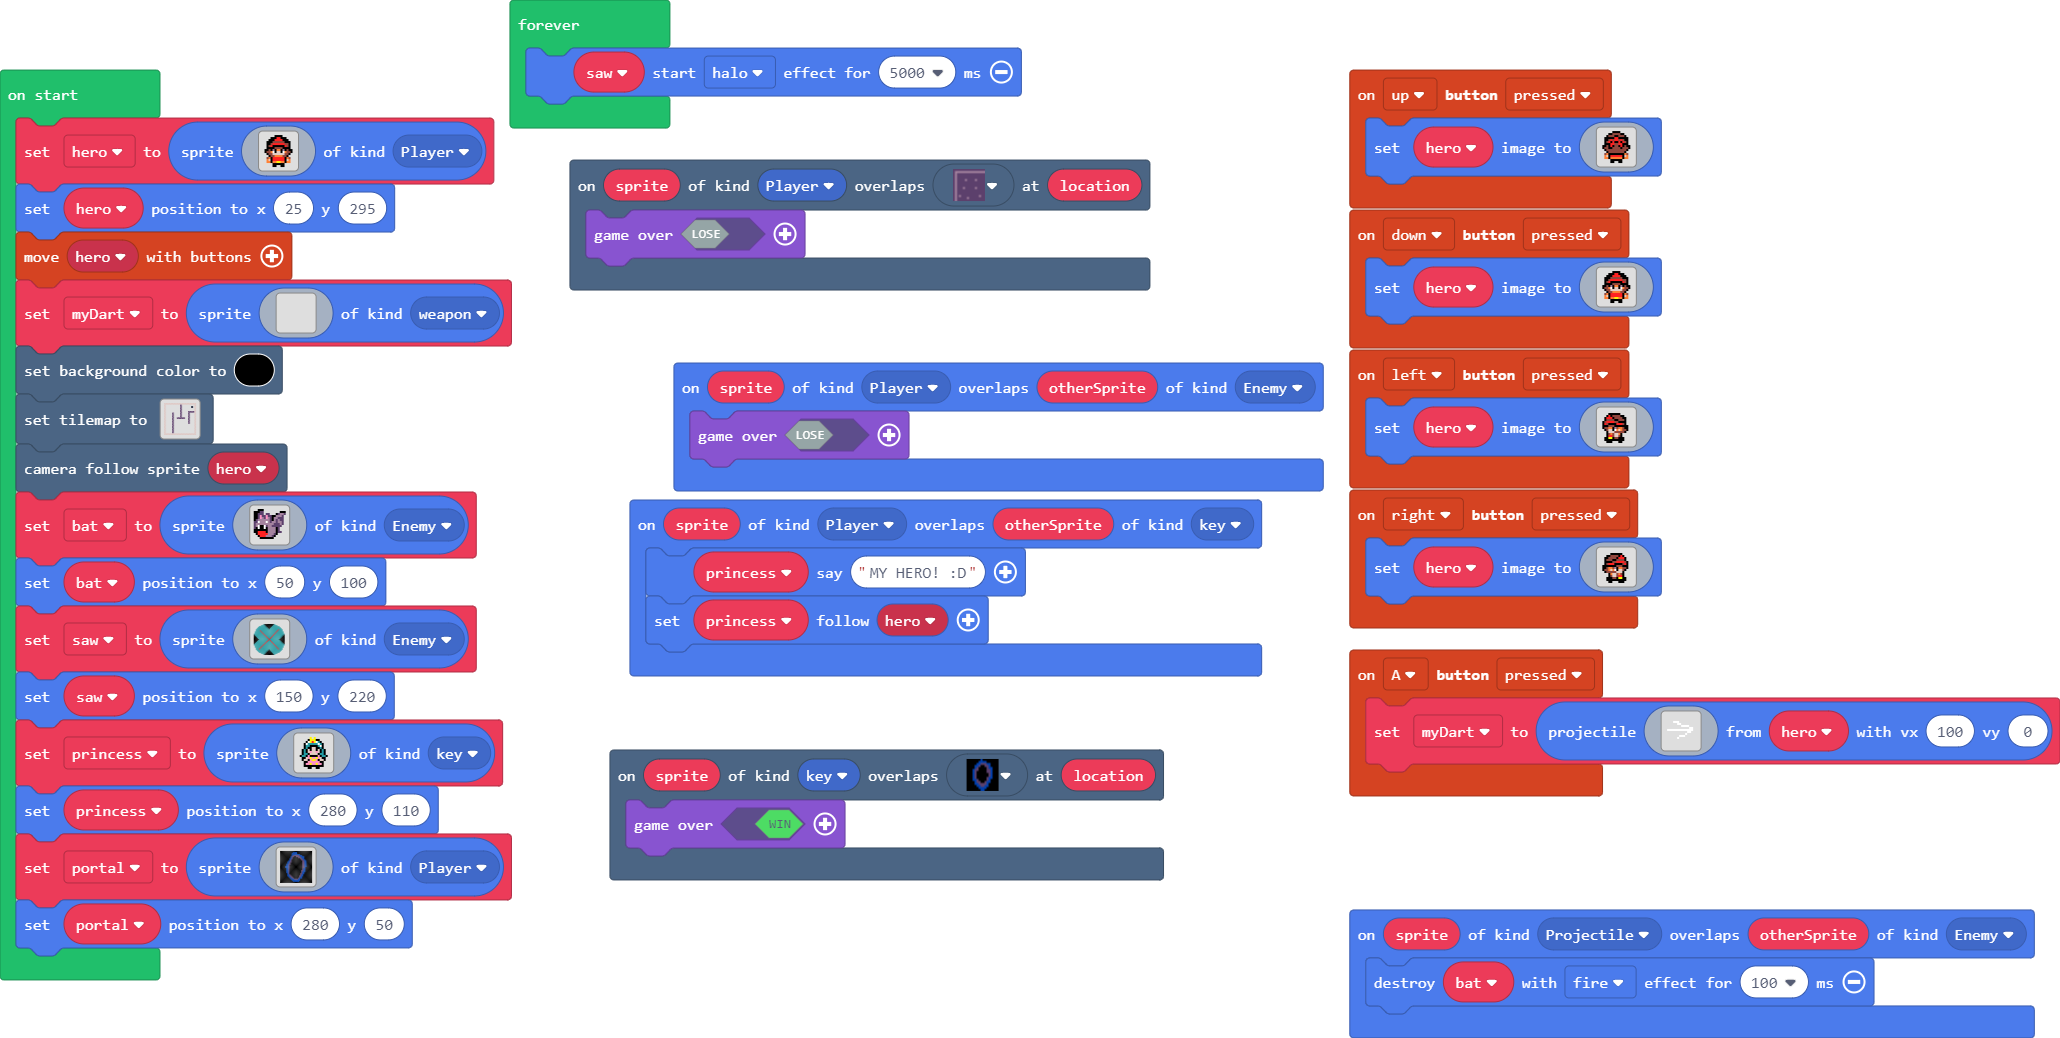 on start
set hero to sprite of kind Player
set hero position to x 25 y 295
move hero with buttons
set myDart to sprite of kind weapon
set background color to
set tilemap to
camera follow sprite hero
set bat to sprite of kind Enemy
set bat position to x 50 y 100
set saw to sprite of kind Enemy
set saw position to x 150 y 220
set princess to sprite of kind key
set princess position to x 280 y 110
set portal to sprite of kind Player
set portal position to x 280 y 50
forever
saw start halo effect for 5000 ms
on sprite of kind Player overlaps at location
game over LOSE
on sprite of kind Player overlaps otherSprite of kind Enemy
game over LOSE
on sprite of kind Player overlaps otherSprite of kind key
princess say "MY HERO! :D"
set princess follow hero
on sprite of kind key overlaps at location
game over WIN
on up button pressed
set hero image to
on down button pressed
set hero image to
on left button pressed
set hero image to
on right button pressed
set hero image to
on A button pressed
set myDart to projectile from hero with vx 100 vy 0
on sprite of kind Projectile overlaps otherSprite of kind Enemy
destroy bat with fire effect for 100 ms